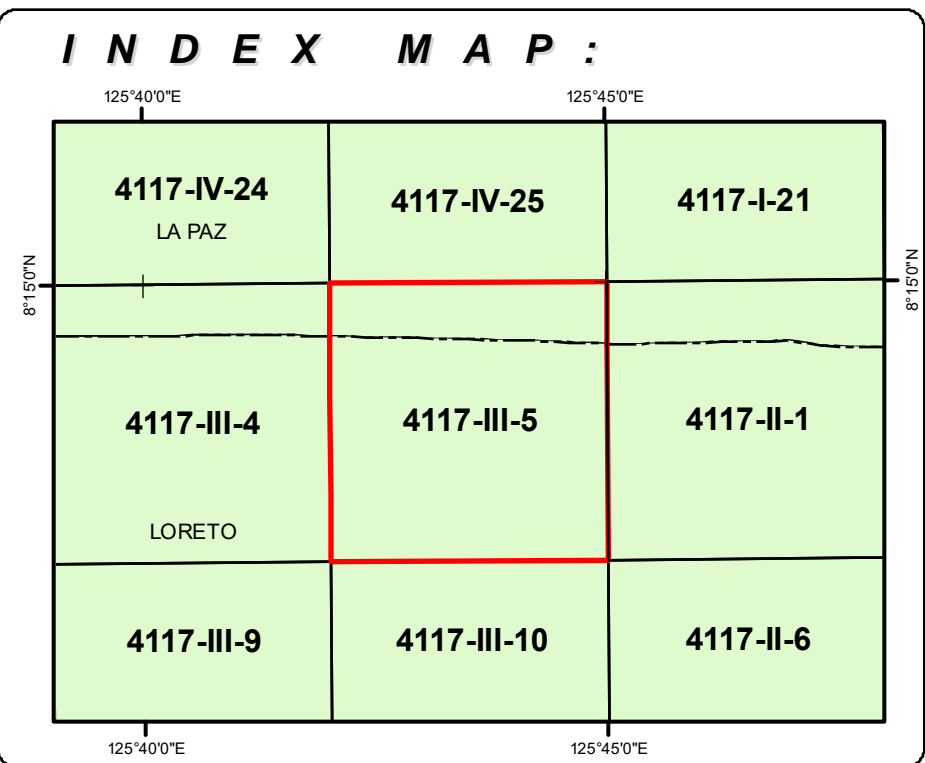 INDEX MAP:
125°40'0"E 125°45'0"E
4117-IV-24 4117-IV-25 4117-I-21
LA PAZ
8°15'0"N 8°15'0"N
4117-III-4 4117-III-5 4117-II-1
LORETO
4117-III-9 4117-III-10 4117-II-6
125°40'0"E 125°45'0"E